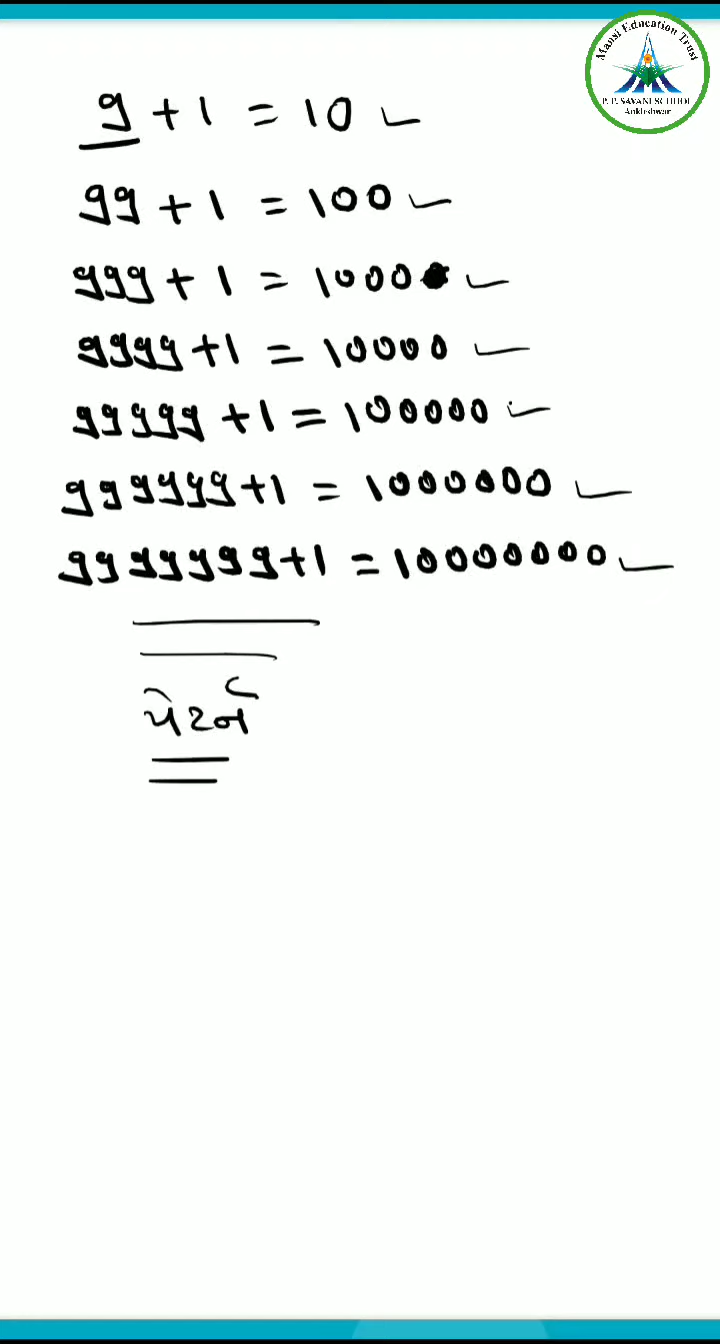 Mansi Education Trust
P. P. SAVANI SCHOOL
Ankleshwar
9 + 1 = 10
99 + 1 = 100
999 + 1 = 1000
9999 + 1 = 10000
99999 + 1 = 100000
999999 + 1 = 1000000
9999999 + 1 = 10000000
પેટર્ન